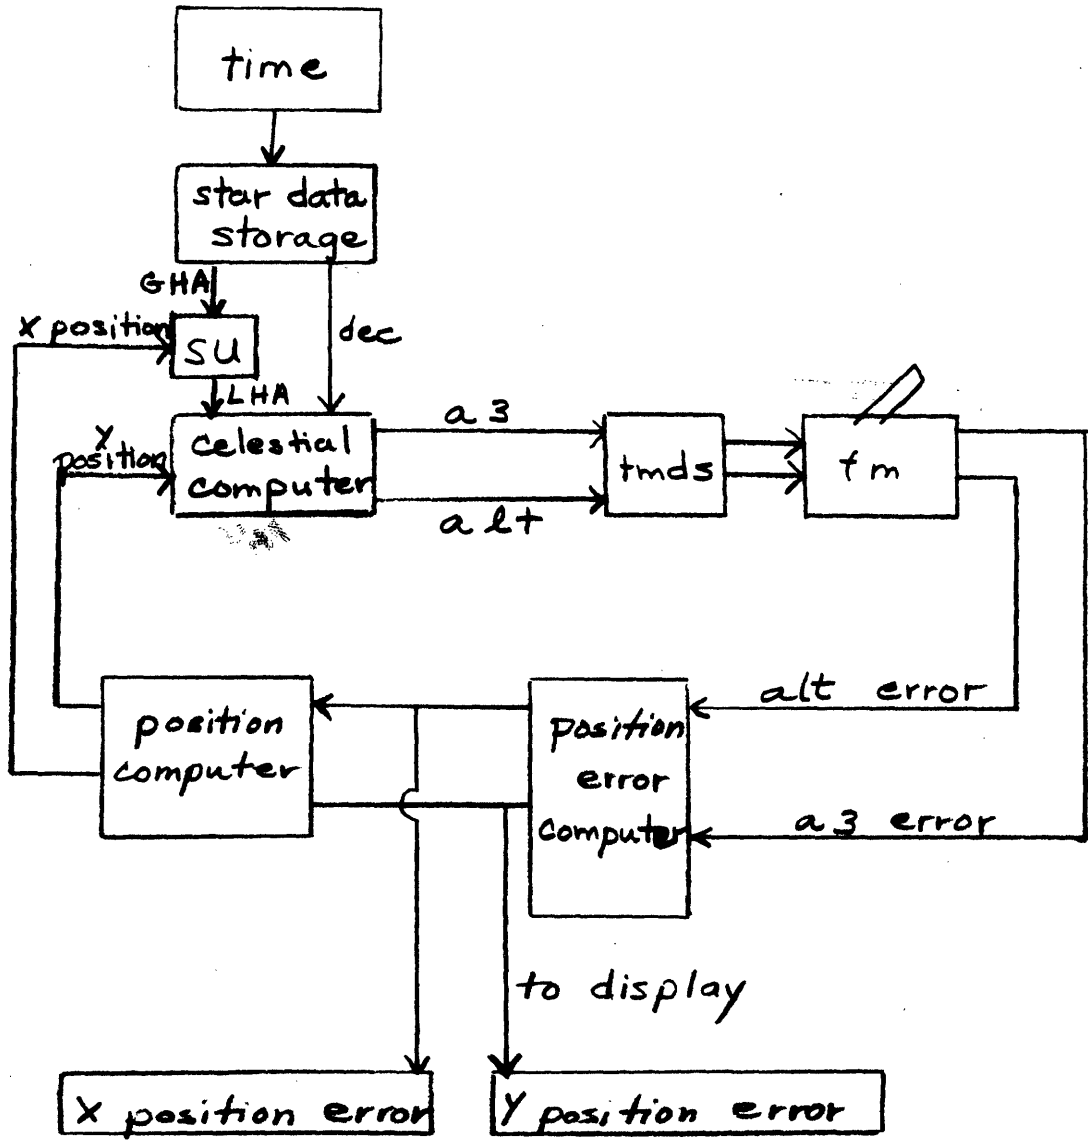 time
star data
storage
GHA
X position
SU
dec
LHA
Y
position
celestial
computer
a3
alt
tmds
tm
alt error
position
computer
position
error
computer
a3 error
to display
X position error
Y position error